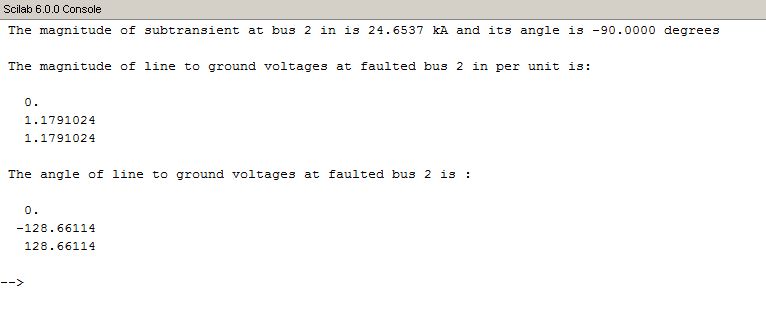 Scilab 6.0.0 Console
The magnitude of subtransient at bus 2 in is 24.6537 kA and its angle is -90.0000 degrees
The magnitude of line to ground voltages at faulted bus 2 in per unit is:
0.
1.1791024
1.1791024
The angle of line to ground voltages at faulted bus 2 is :
0.
-128.66114
128.66114
-->